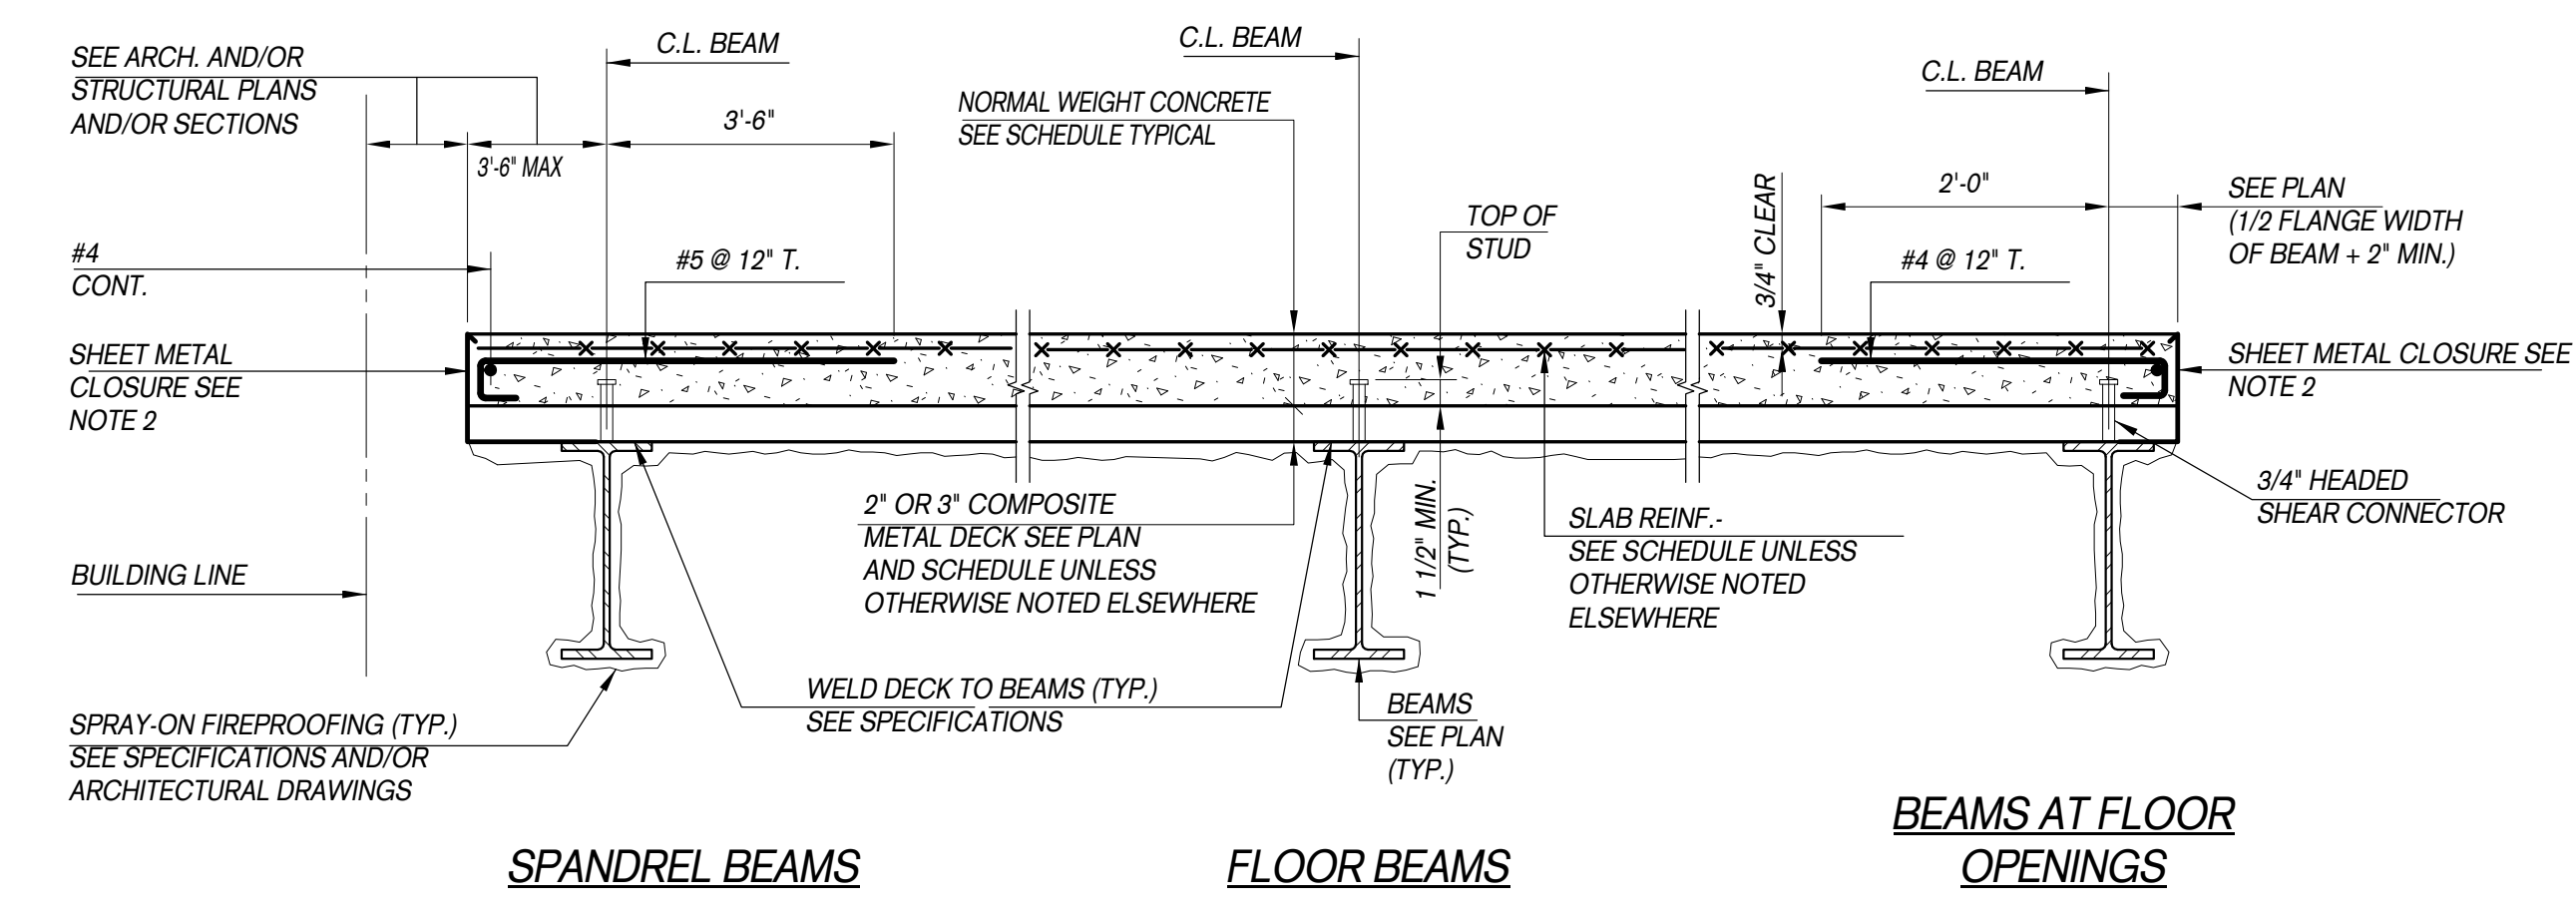 SEE ARCH. AND/OR
STRUCTURAL PLANS
AND/OR SECTIONS
C.L. BEAM
3'-6"
3'-6" MAX
#4
CONT.
#5 @ 12" T.
SHEET METAL
CLOSURE SEE
NOTE 2
BUILDING LINE
SPRAY-ON FIREPROOFING (TYP.)
SEE SPECIFICATIONS AND/OR
ARCHITECTURAL DRAWINGS
C.L. BEAM
NORMAL WEIGHT CONCRETE
SEE SCHEDULE TYPICAL
TOP OF
STUD
2" OR 3" COMPOSITE
METAL DECK SEE PLAN
AND SCHEDULE UNLESS
OTHERWISE NOTED ELSEWHERE
1 1/2" MIN.
(TYP.)
SLAB REINF.-
SEE SCHEDULE UNLESS
OTHERWISE NOTED
ELSEWHERE
WELD DECK TO BEAMS (TYP.)
SEE SPECIFICATIONS
BEAMS
SEE PLAN
(TYP.)
C.L. BEAM
3/4" CLEAR
2'-0"
#4 @ 12" T.
SEE PLAN
(1/2 FLANGE WIDTH
OF BEAM + 2" MIN.)
SHEET METAL CLOSURE SEE
NOTE 2
3/4" HEADED
SHEAR CONNECTOR
SPANDREL BEAMS
FLOOR BEAMS
BEAMS AT FLOOR
OPENINGS